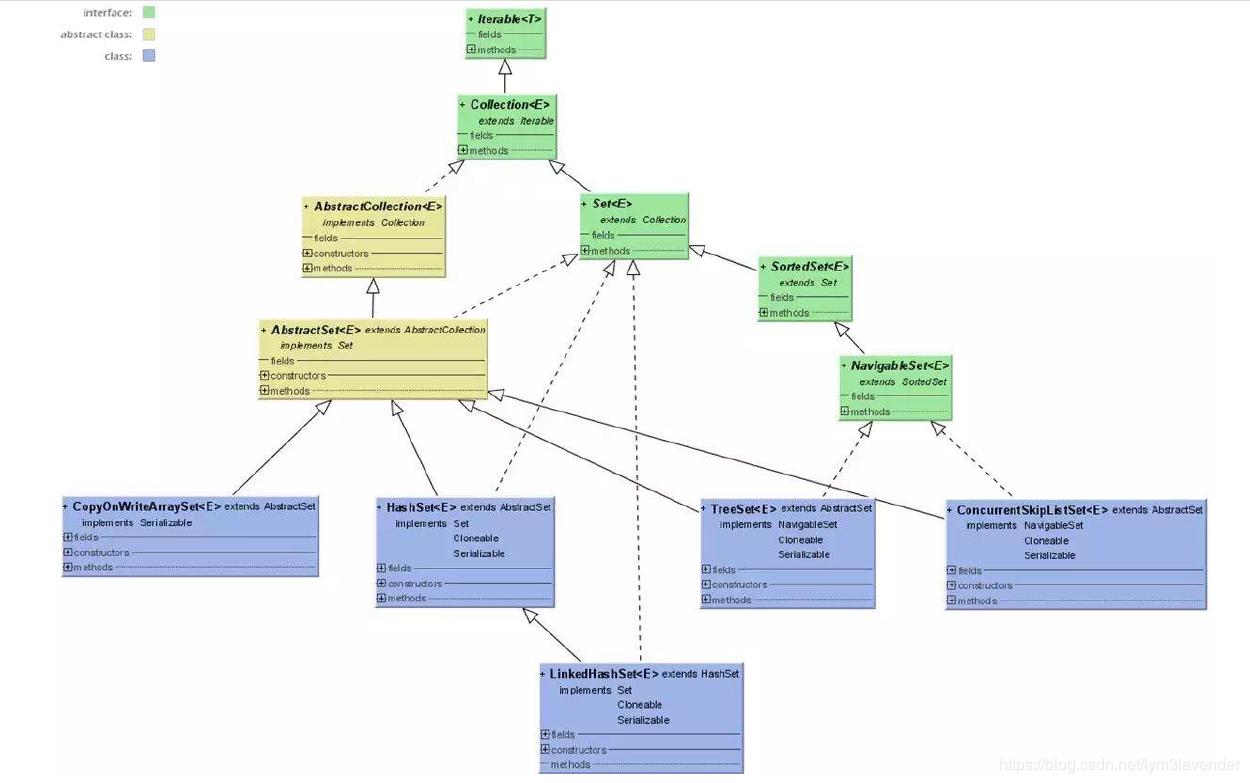 interface:
abstract class:
class:
+ Iterable<T>
fields
methods
+ Collection<E>
extends Iterable
fields
methods
+ AbstractCollection<E>
implements Collection
fields
constructors
methods
+ Set<E>
extends Collection
fields
methods
+ SortedSet<E>
extends Set
fields
methods
+ AbstractSet<E> extends AbstractCollection
implements Set
fields
constructors
methods
+ NavigableSet<E>
extends SortedSet
fields
methods
+ CopyOnWriteArraySet<E> extends AbstractSet
implements Serializable
fields
constructors
methods
+ HashSet<E> extends AbstractSet
implements Set
Cloneable
Serializable
fields
constructors
methods
+ TreeSet<E> extends AbstractSet
implements NavigableSet
Cloneable
Serializable
fields
constructors
methods
+ ConcurrentSkipListSet<E> extends AbstractSet
implements NavigableSet
Cloneable
Serializable
fields
constructors
methods
+ LinkedHashSet<E> extends HashSet
implements Set
Cloneable
Serializable
fields
constructors
methods
https://blog.csdn.net/lym3lavender